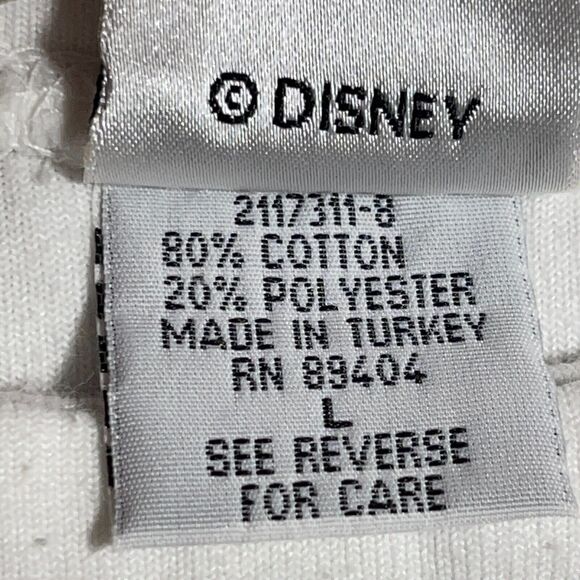 © DISNEY
2117311-8
80% COTTON
20% POLYESTER
MADE IN TURKEY
RN 89404
L
SEE REVERSE
FOR CARE